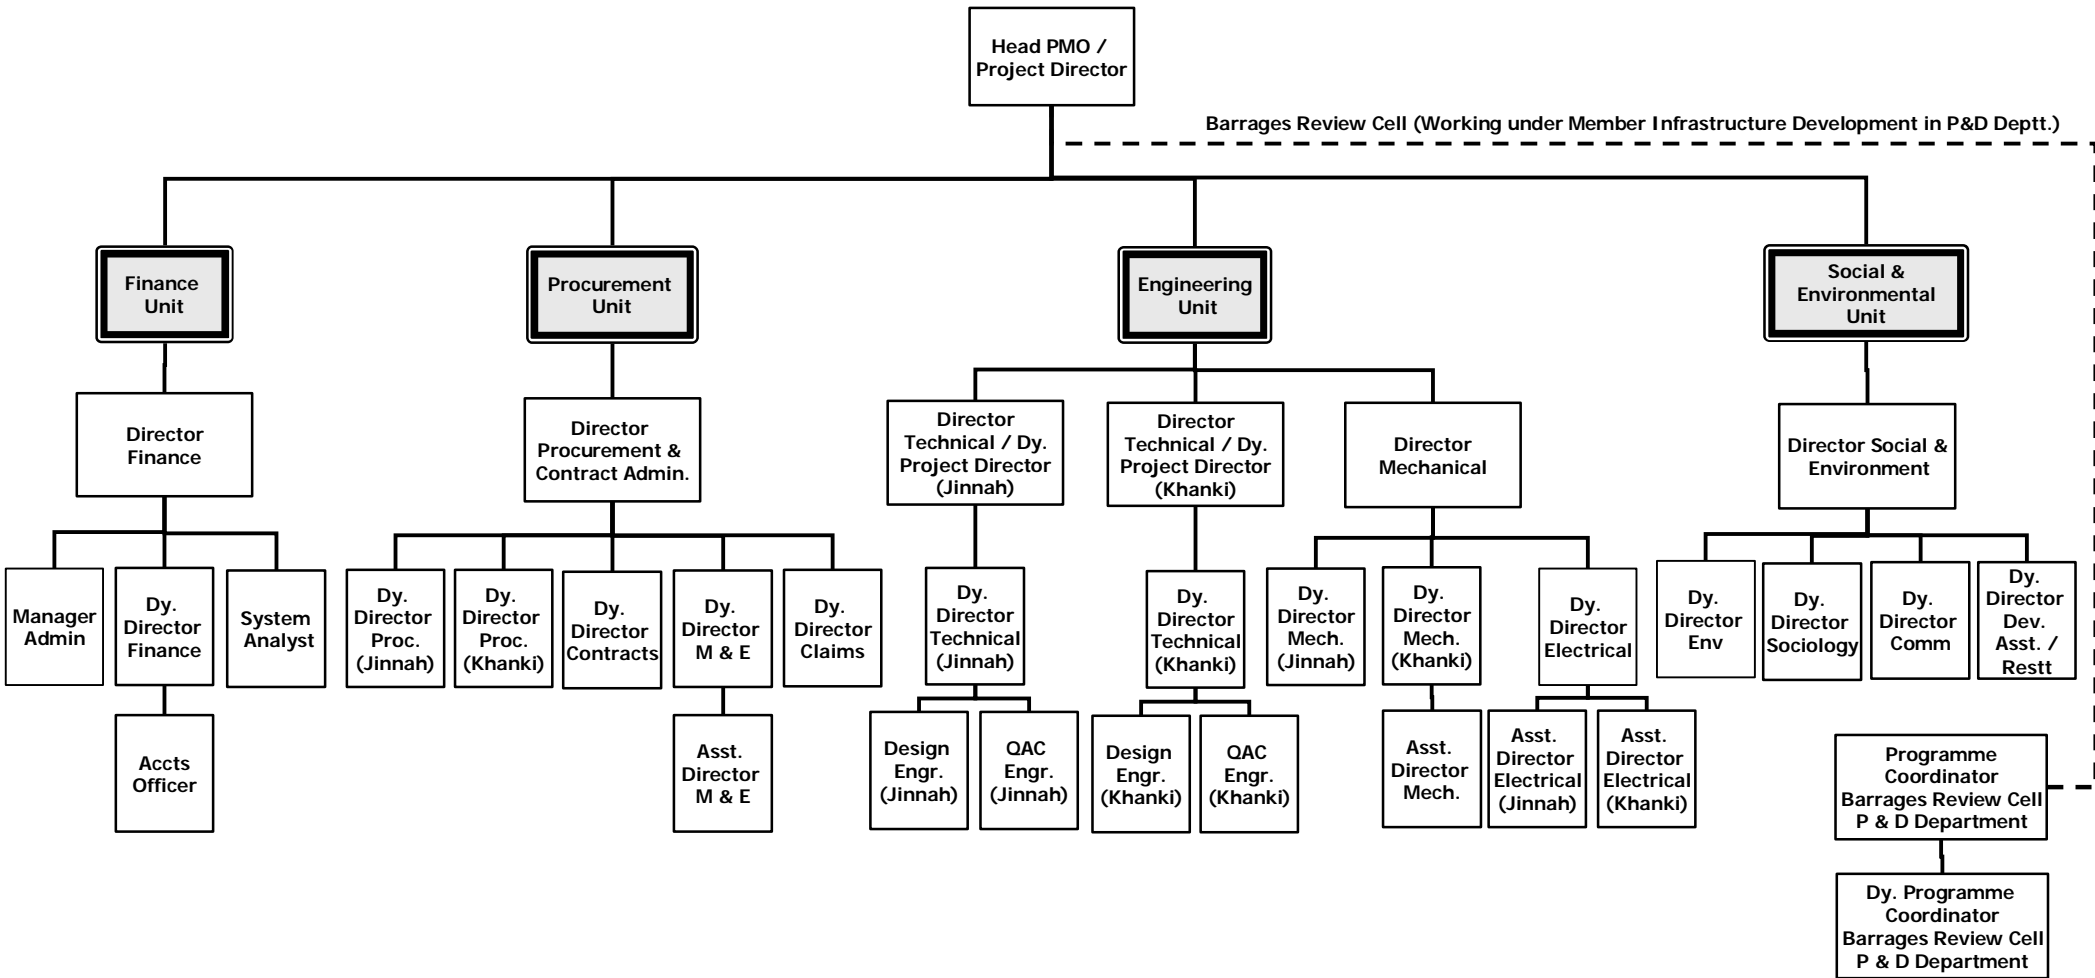 Head PMO /
Project Director
Barrages Review Cell (Working under Member Infrastructure Development in P&D Deptt.)
Finance
Unit
Procurement
Unit
Engineering
Unit
Social &
Environmental
Unit
Director
Finance
Director
Procurement &
Contract Admin.
Director
Technical / Dy.
Project Director
(Jinnah)
Director
Technical / Dy.
Project Director
(Khanki)
Director
Mechanical
Director Social &
Environment
Manager
Admin
Dy.
Director
Finance
System
Analyst
Dy.
Director
Proc.
(Jinnah)
Dy.
Director
Proc.
(Khanki)
Dy.
Director
Contracts
Dy.
Director
M & E
Dy.
Director
Claims
Dy.
Director
Technical
(Jinnah)
Dy.
Director
Technical
(Khanki)
Dy.
Director
Mech.
(Jinnah)
Dy.
Director
Mech.
(Khanki)
Dy.
Director
Electrical
Dy.
Director
Env
Dy.
Director
Sociology
Dy.
Director
Comm
Dy.
Director
Dev.
Asst. /
Restt
Accts
Officer
Asst.
Director
M & E
Design
Engr.
(Jinnah)
QAC
Engr.
(Jinnah)
Design
Engr.
(Khanki)
QAC
Engr.
(Khanki)
Asst.
Director
Mech.
Asst.
Director
Electrical
(Jinnah)
Asst.
Director
Electrical
(Khanki)
Programme
Coordinator
Barrages Review Cell
P & D Department
Dy. Programme
Coordinator
Barrages Review Cell
P & D Department